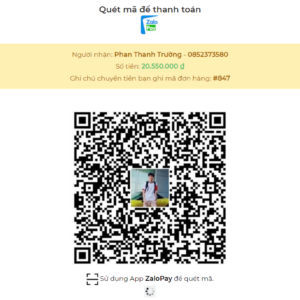 Quét mã để thanh toán
Zalo
Pay
Người nhận: Phan Thanh Trường - 0852373580
Số tiền: 20.550.000 ₫
Ghi chú chuyển tiền bạn ghi mã đơn hàng: #847
Sử dụng App ZaloPay để quét mã.